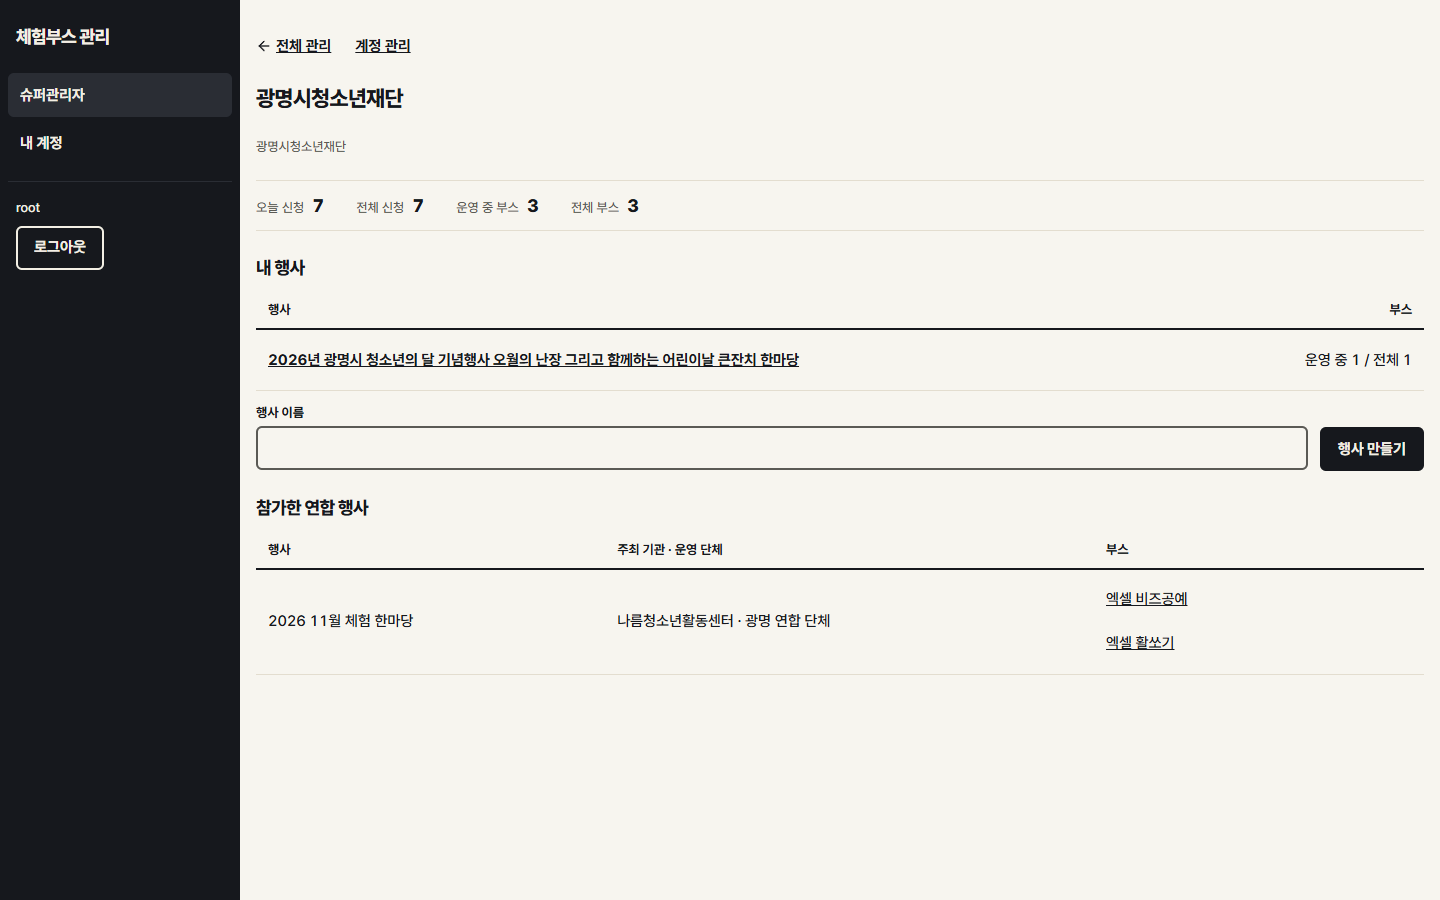 체험부스 관리
슈퍼관리자
내 계정
root
로그아웃
← 전체 관리 계정 관리
광명시청소년재단
광명시청소년재단
오늘 신청 7 전체 신청 7 운영 중 부스 3 전체 부스 3
내 행사
행사 부스
2026년 광명시 청소년의 달 기념행사 오월의 난장 그리고 함께하는 어린이날 큰잔치 한마당 운영 중 1 / 전체 1
행사 이름
행사 만들기
참가한 연합 행사
행사 주최 기관 · 운영 단체 부스
2026 11월 체험 한마당 나름청소년활동센터 · 광명 연합 단체 엑셀 비즈공예
엑셀 활쏘기